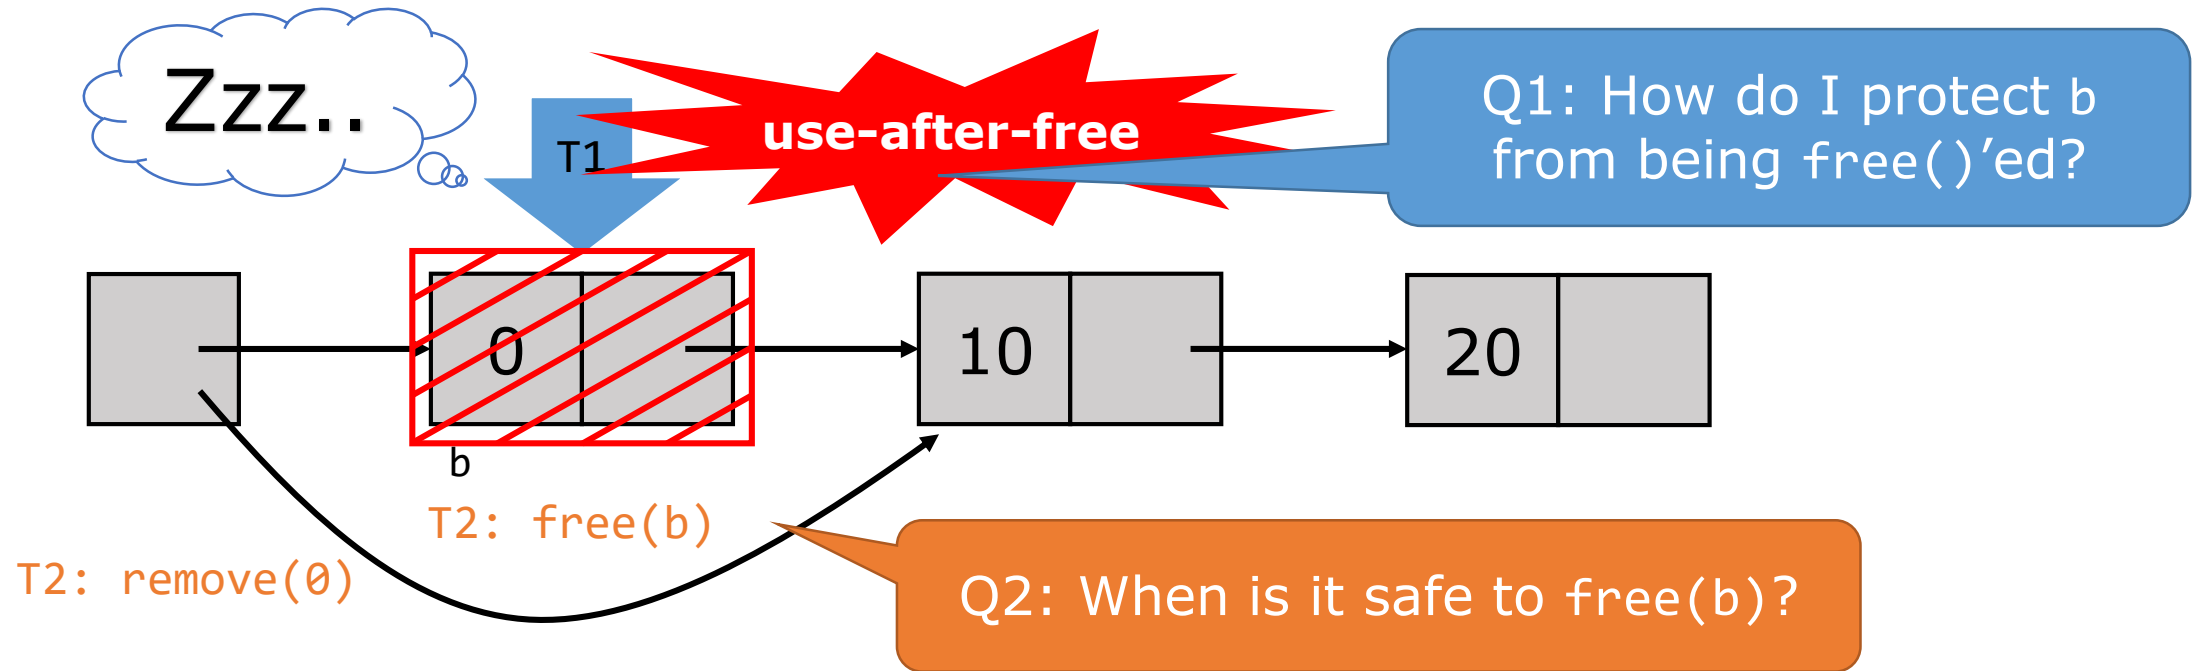 Zzz..
T1
use-after-free
Q1: How do I protect b
from being free()’ed?
0
10
20
b
T2: free(b)
T2: remove(0)
Q2: When is it safe to free(b)?